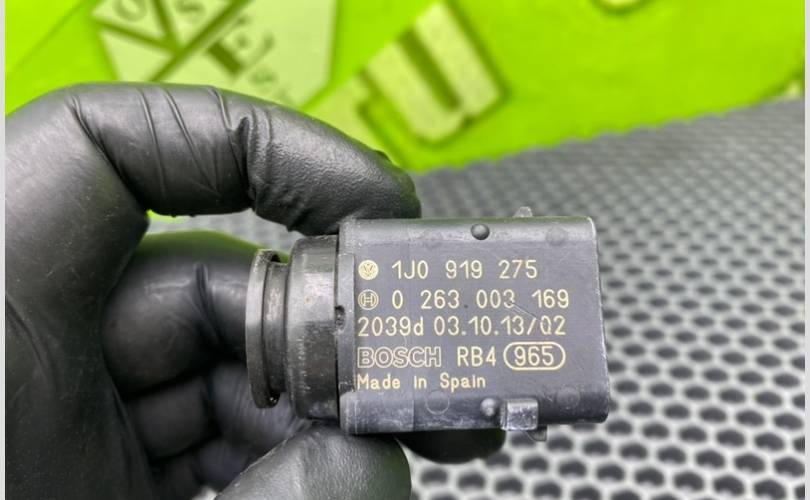 1J0 919 275
0 263 003 169
2039d 03.10.13/02
BOSCH RB4 965
Made in Spain